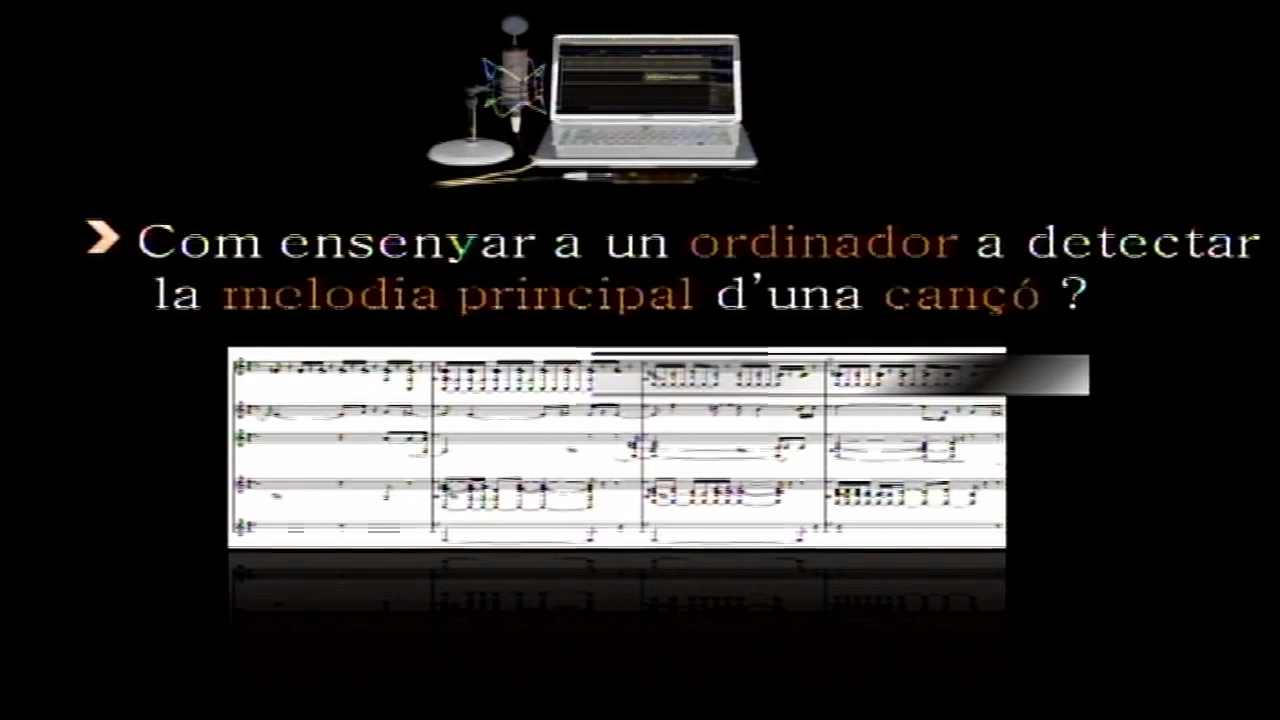 Com ensenyar a un ordinador a detectar
la melodia principal d'una cançó ?